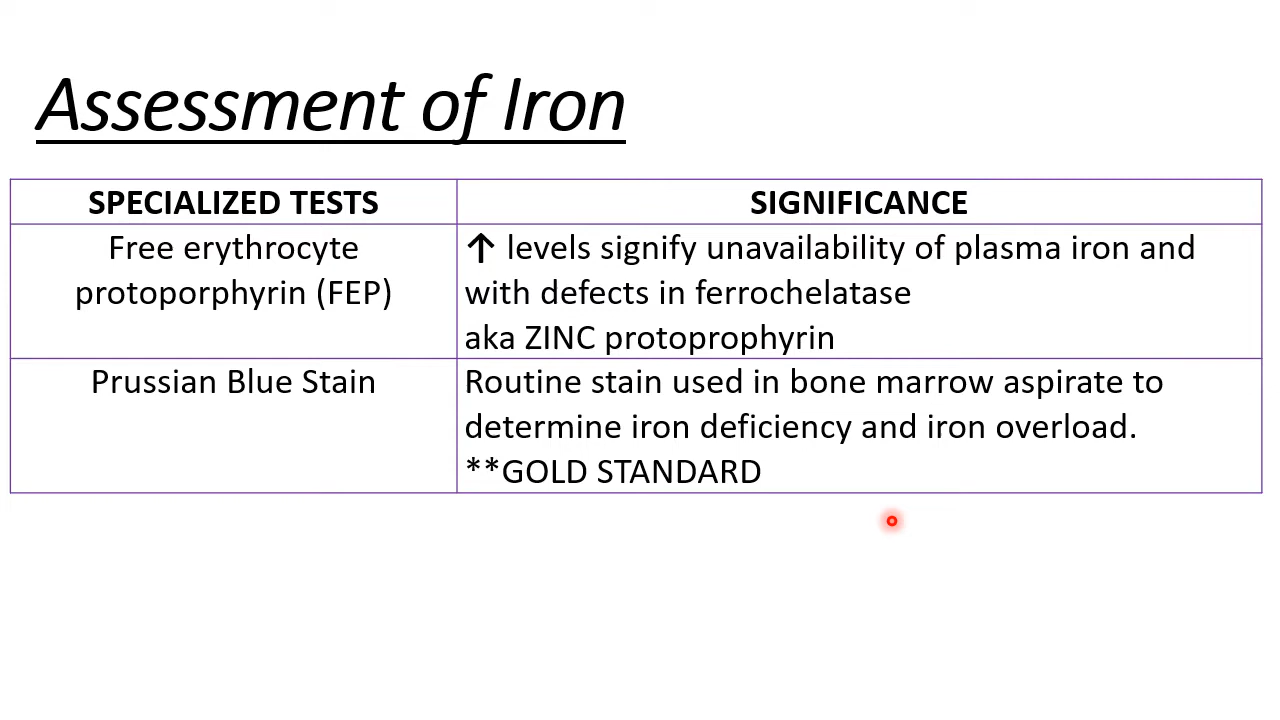 Assessment of Iron
SPECIALIZED TESTS
SIGNIFICANCE
Free erythrocyte
protoporphyrin (FEP)
↑ levels signify unavailability of plasma iron and
with defects in ferrochelatase
aka ZINC protoprophyrin
Prussian Blue Stain
Routine stain used in bone marrow aspirate to
determine iron deficiency and iron overload.
**GOLD STANDARD